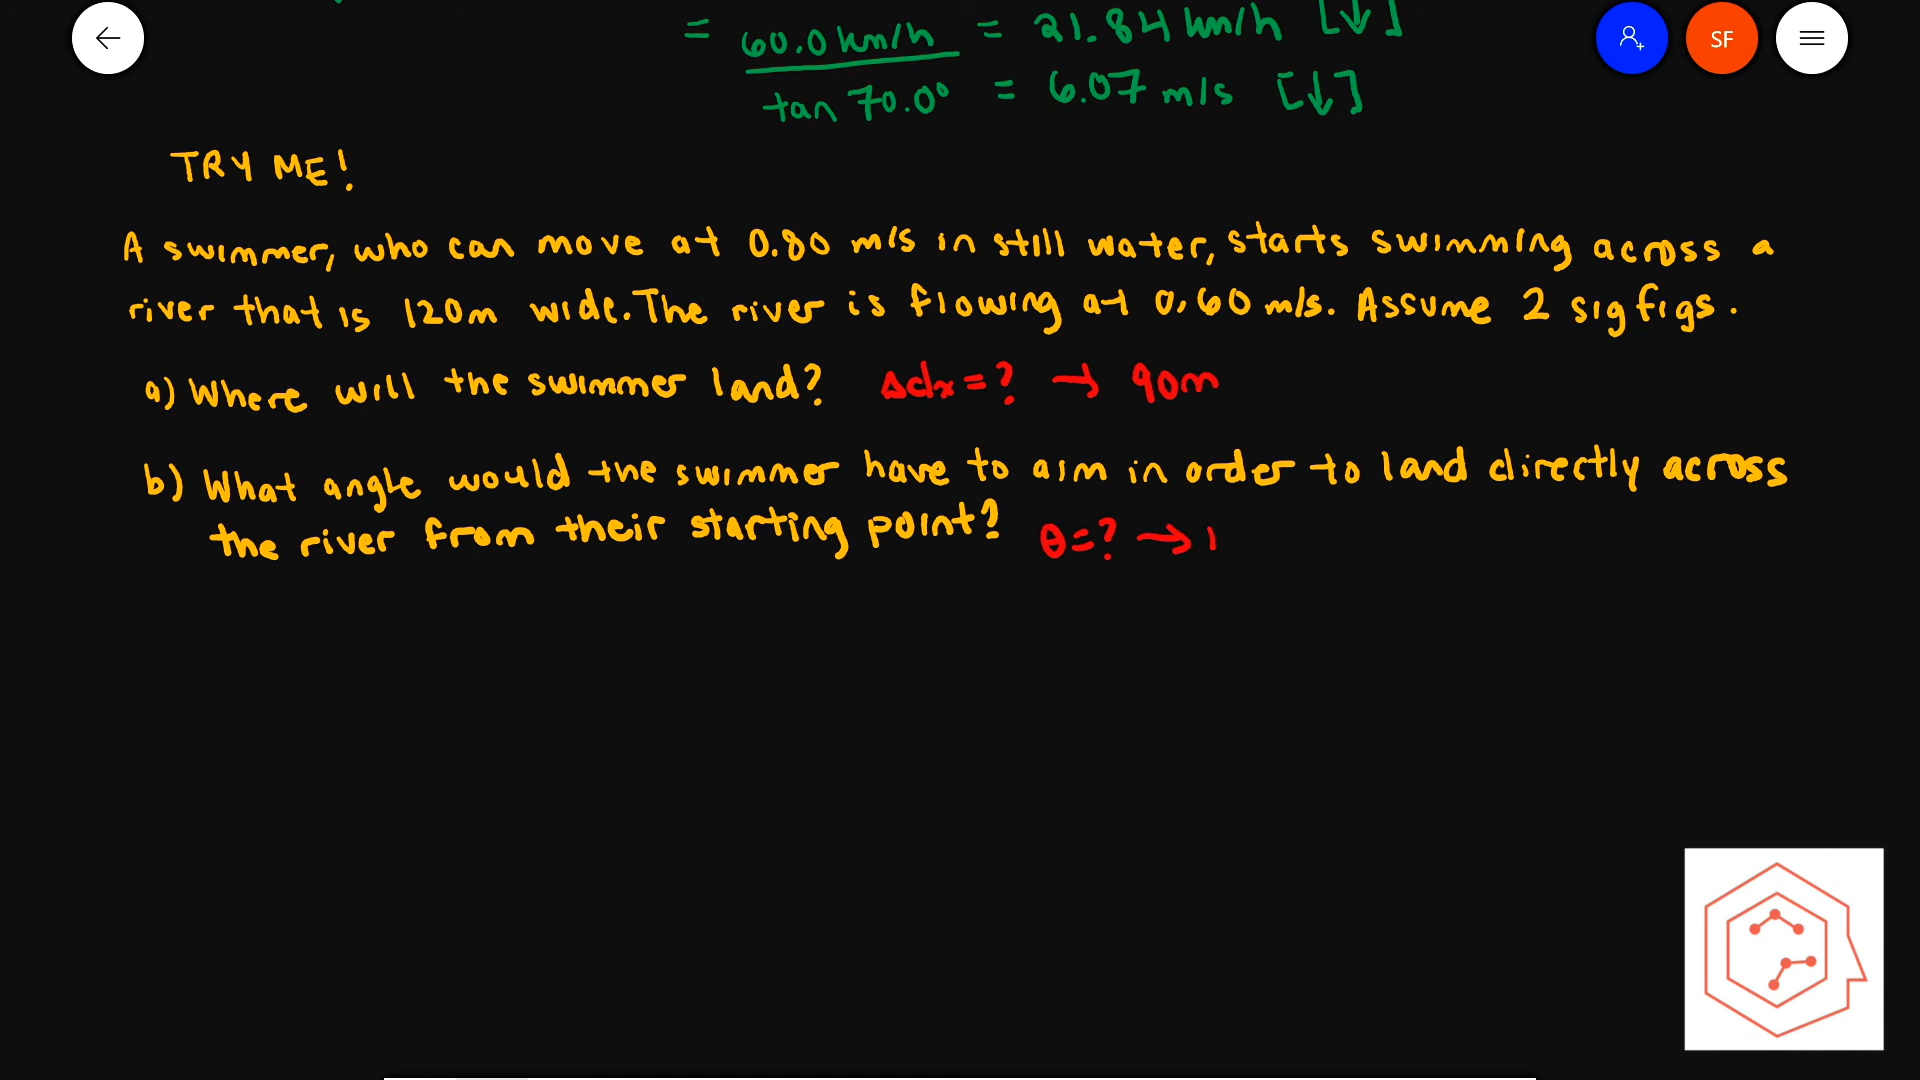 = 60.0 km/h = 21.84 km/h [↓]
tan 70.0° = 6.07 m/s [↓]
SF
TRY ME!
A swimmer, who can move at 0.80 m/s in still water, starts swimming across a
river that is 120m wide. The river is flowing at 0.60 m/s. Assume 2 sig figs.
a) Where will the swimmer land? Δdx = ? → 90m
b) What angle would the swimmer have to aim in order to land directly across
the river from their starting point? θ = ? →